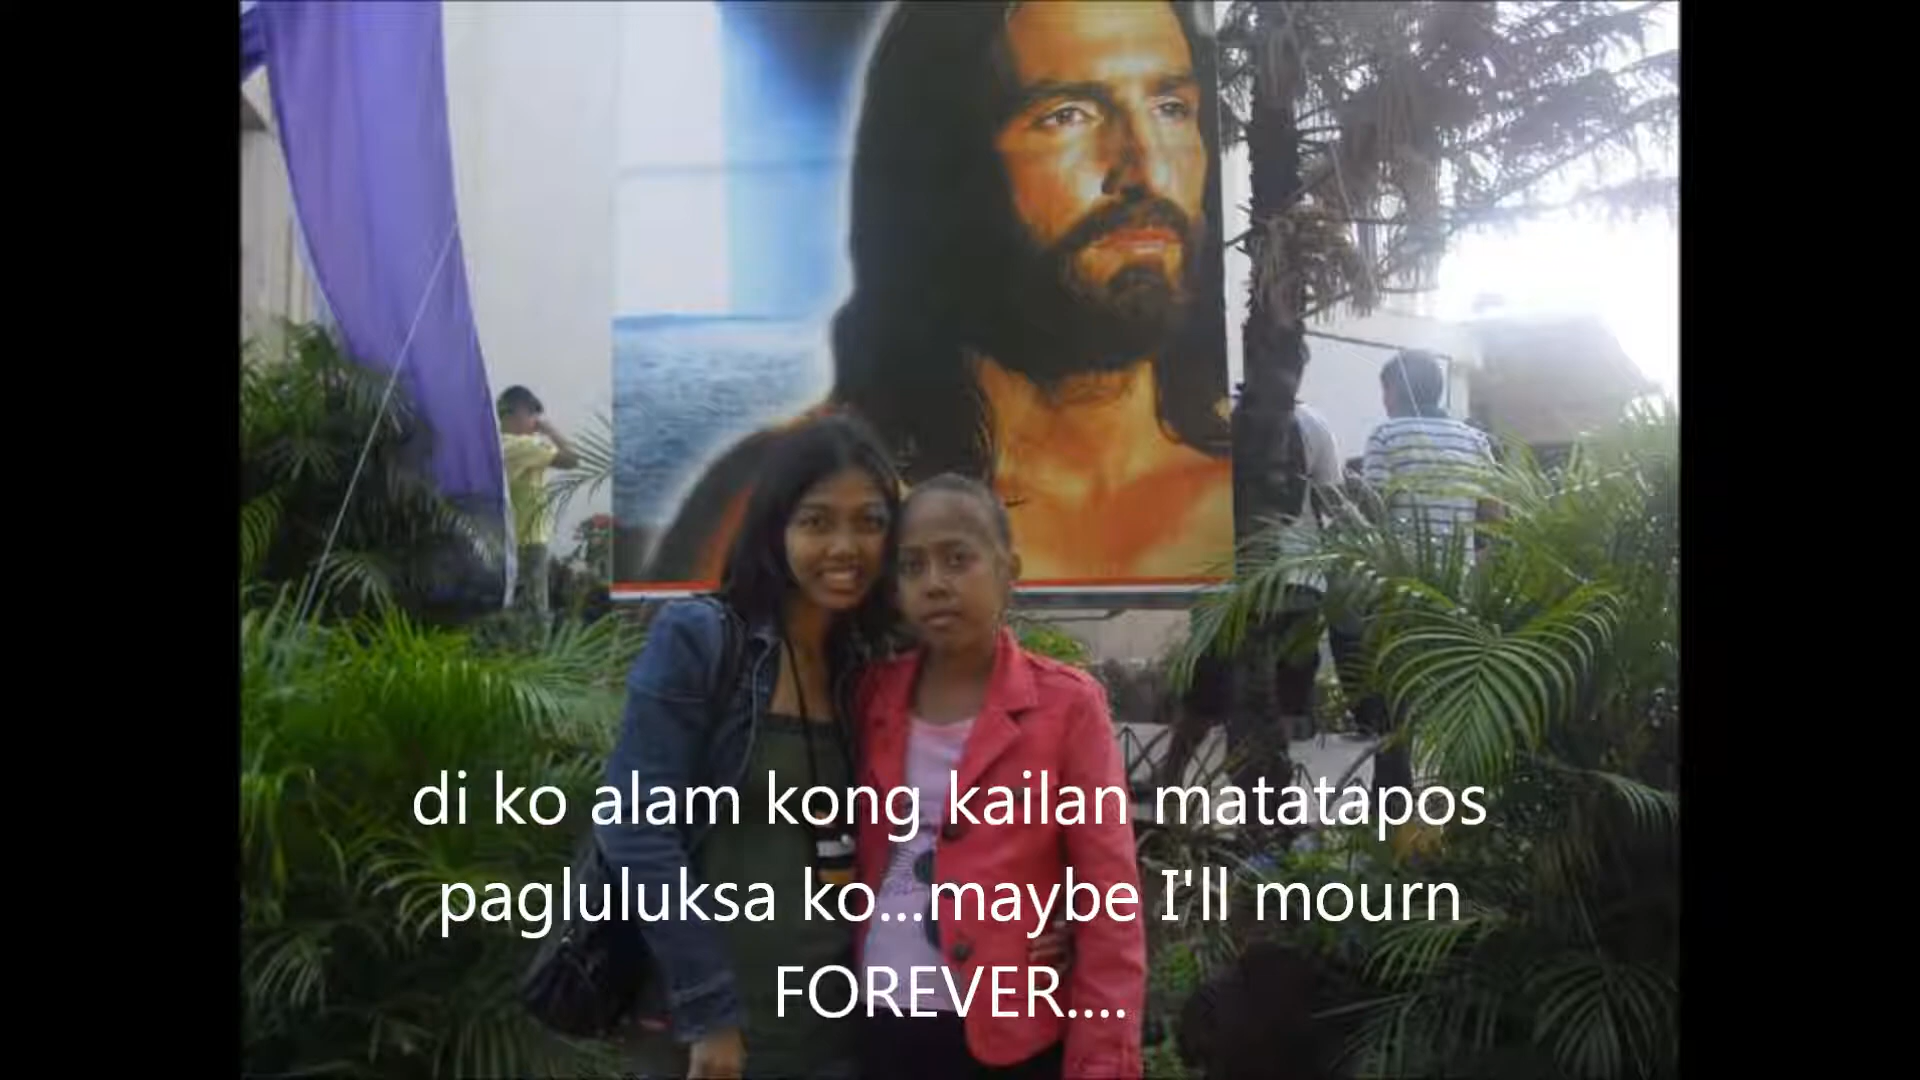 di ko alam kong kailan matatapos
pagluluksa ko...maybe I'll mourn
FOREVER....